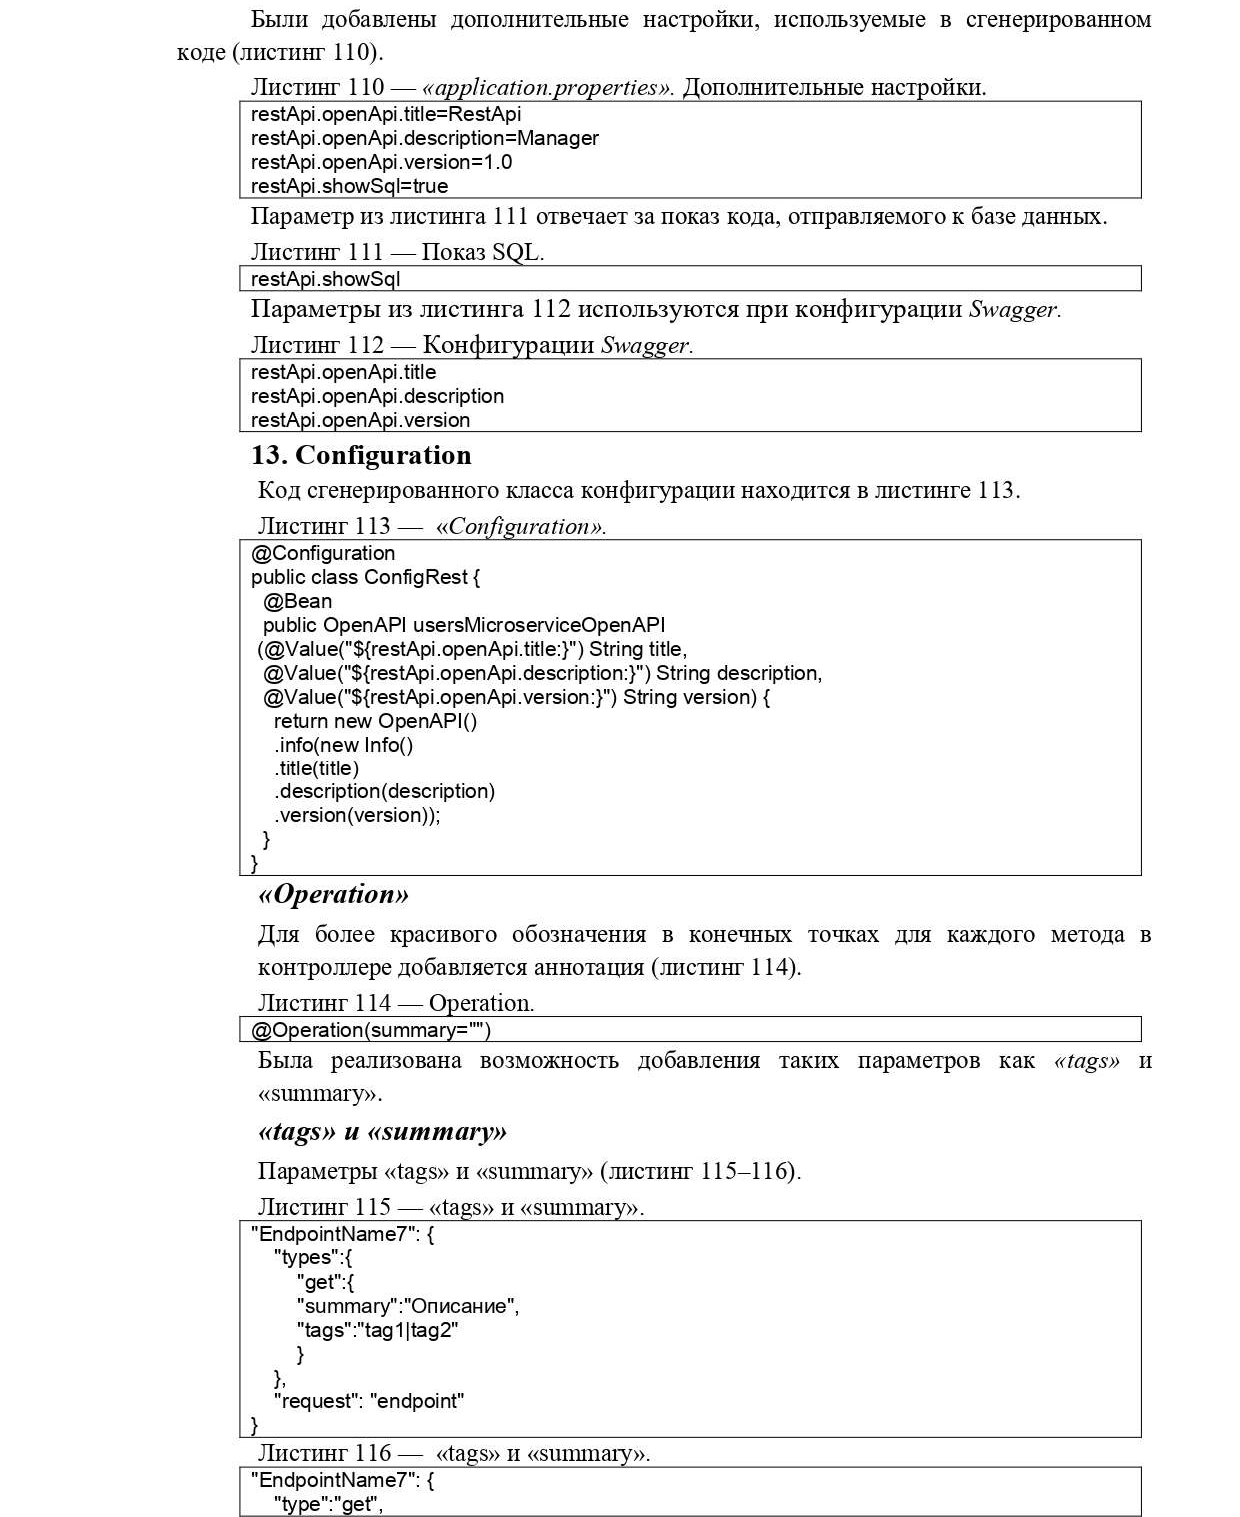 Были добавлены дополнительные настройки, используемые в сгенерированном
коде (листинг 110).
Листинг 110 — «application.properties». Дополнительные настройки.
restApi.openApi.title=RestApi
restApi.openApi.description=Manager
restApi.openApi.version=1.0
restApi.showSql=true
Параметр из листинга 111 отвечает за показ кода, отправляемого к базе данных.
Листинг 111 — Показ SQL.
restApi.showSql
Параметры из листинга 112 используются при конфигурации Swagger.
Листинг 112 — Конфигурации Swagger.
restApi.openApi.title
restApi.openApi.description
restApi.openApi.version
13. Configuration
Код сгенерированного класса конфигурации находится в листинге 113.
Листинг 113 — «Configuration».
@Configuration
public class ConfigRest {
@Bean
public OpenAPI usersMicroserviceOpenAPI
(@Value("${restApi.openApi.title:}") String title,
@Value("${restApi.openApi.description:}") String description,
@Value("${restApi.openApi.version:}") String version) {
return new OpenAPI()
.info(new Info()
.title(title)
.description(description)
.version(version));
}
}
«Operation»
Для более красивого обозначения в конечных точках для каждого метода в
контроллере добавляется аннотация (листинг 114).
Листинг 114 — Operation.
@Operation(summary="")
Была реализована возможность добавления таких параметров как «tags» и
«summary».
«tags» и «summary»
Параметры «tags» и «summary» (листинг 115–116).
Листинг 115 — «tags» и «summary».
"EndpointName7": {
"types":{
"get":{
"summary":"Описание",
"tags":"tag1|tag2"
}
},
"request": "endpoint"
}
Листинг 116 — «tags» и «summary».
"EndpointName7": {
"type":"get",